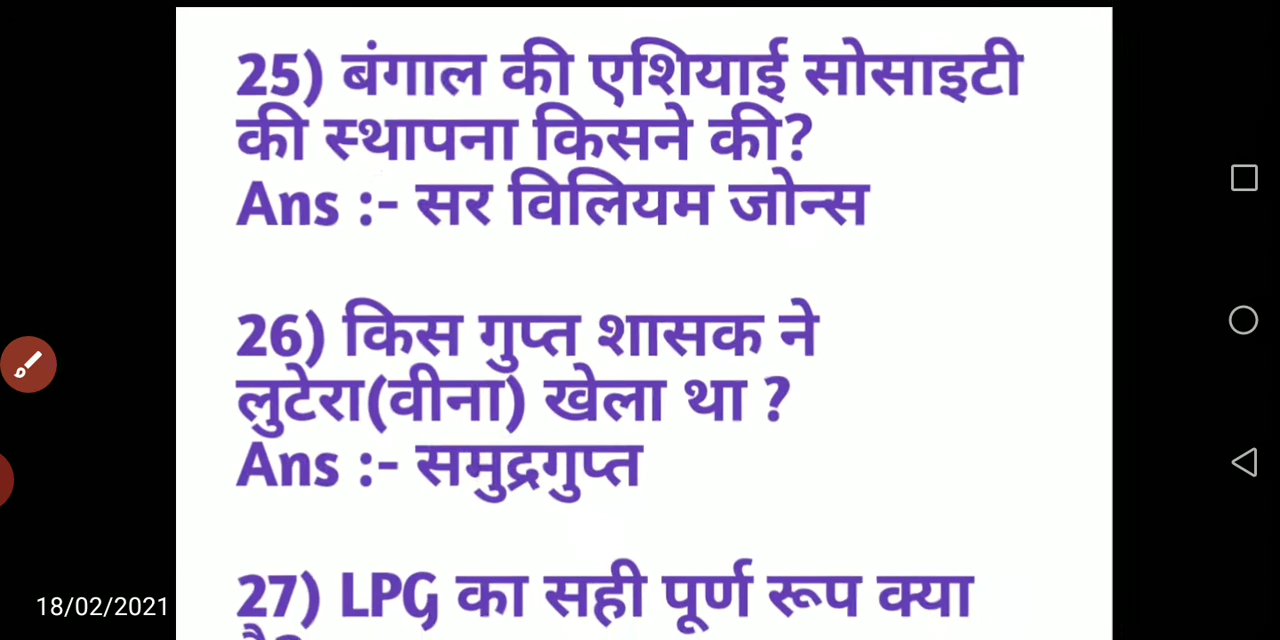 25) बंगाल की एशियाई सोसाइटी
की स्थापना किसने की?
Ans :- सर विलियम जोन्स
26) किस गुप्त शासक ने
लुटेरा(वीना) खेला था ?
Ans :- समुद्रगुप्त
27) LPG का सही पूर्ण रूप क्या
18/02/2021